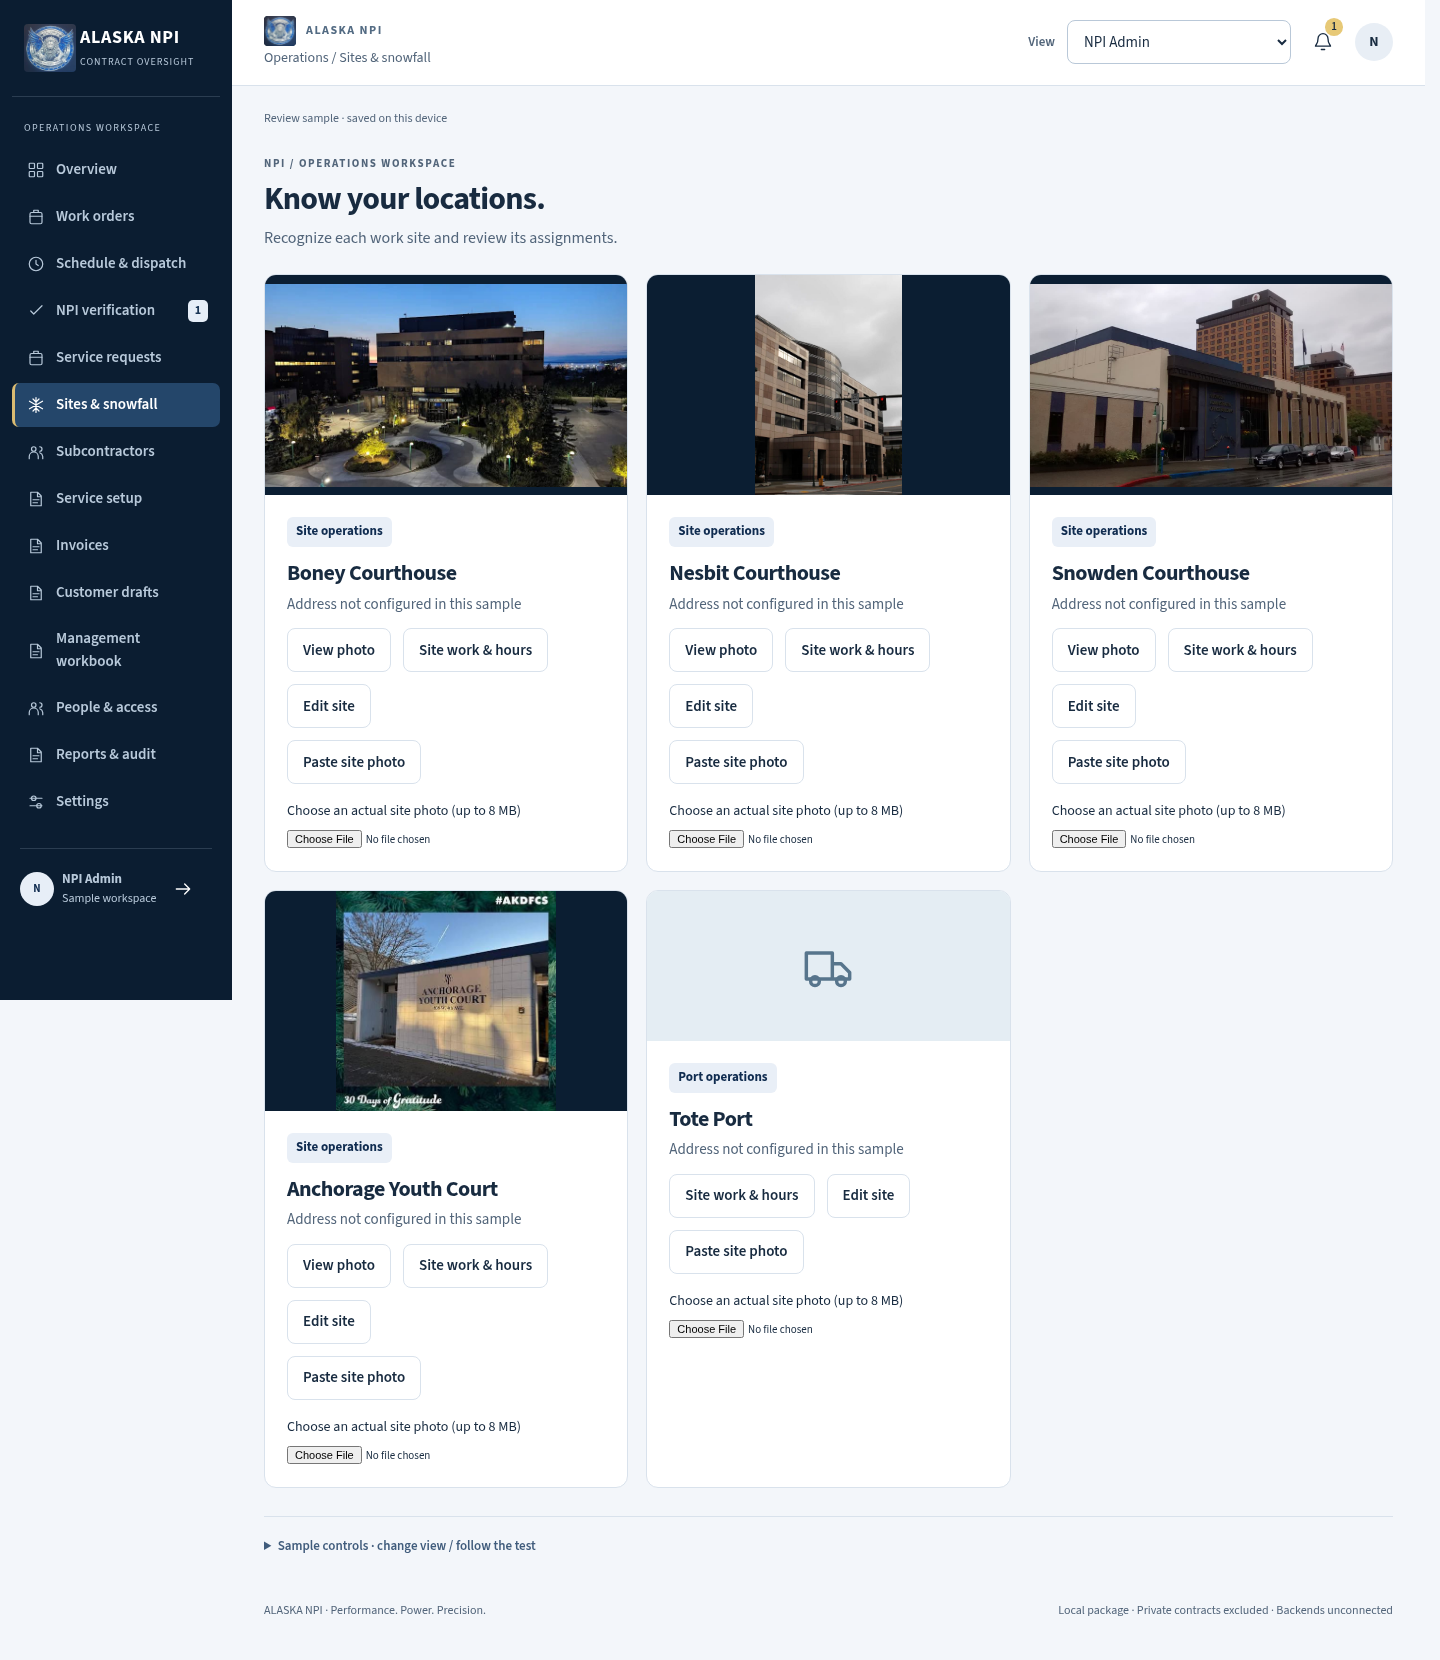 ALASKA NPI
CONTRACT OVERSIGHT
OPERATIONS WORKSPACE
Overview
Work orders
Schedule & dispatch
NPI verification 1
Service requests
Sites & snowfall
Subcontractors
Service setup
Invoices
Customer drafts
Management
workbook
People & access
Reports & audit
Settings
N
NPI Admin
Sample workspace
ALASKA NPI
Operations / Sites & snowfall
View NPI Admin 1 N
Review sample · saved on this device
NPI / OPERATIONS WORKSPACE
Know your locations.
Recognize each work site and review its assignments.
Site operations
Boney Courthouse
Address not configured in this sample
View photo Site work & hours
Edit site
Paste site photo
Choose an actual site photo (up to 8 MB)
Choose File No file chosen
Site operations
Nesbit Courthouse
Address not configured in this sample
View photo Site work & hours
Edit site
Paste site photo
Choose an actual site photo (up to 8 MB)
Choose File No file chosen
Site operations
Snowden Courthouse
Address not configured in this sample
View photo Site work & hours
Edit site
Paste site photo
Choose an actual site photo (up to 8 MB)
Choose File No file chosen
#AKDFCS
ANCHORAGE
YOUTH COURT
30 Days of Gratitude
Site operations
Anchorage Youth Court
Address not configured in this sample
View photo Site work & hours
Edit site
Paste site photo
Choose an actual site photo (up to 8 MB)
Choose File No file chosen
Port operations
Tote Port
Address not configured in this sample
Site work & hours Edit site
Paste site photo
Choose an actual site photo (up to 8 MB)
Choose File No file chosen
Sample controls · change view / follow the test
ALASKA NPI · Performance. Power. Precision.
Local package · Private contracts excluded · Backends unconnected